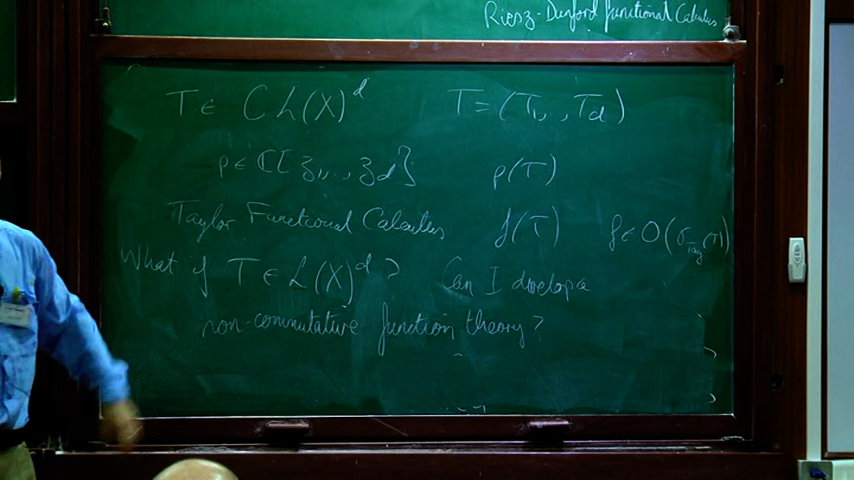 Riesz-Dunford functional Calculus
T ∈ CL(X)^d T = (T_1, ., T_d)
p ∈ ℂ[z_1, .., z_d] p(T)
Taylor Functional Calculus f(T) f ∈ O(σ_Tay(T))
What if T ∈ L(X)^d ? Can I develop a
non-commutative function theory?